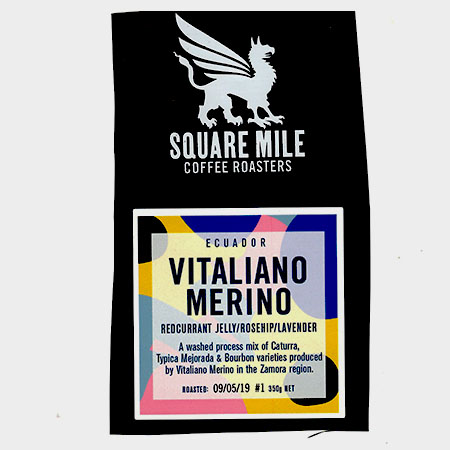 SQUARE MILE
COFFEE ROASTERS
ECUADOR
VITALIANO
MERINO
REDCURRANT JELLY/ROSEHIP/LAVENDER
A washed process mix of Caturra,
Typica Mejorada & Bourbon varieties produced
by Vitaliano Merino in the Zamora region.
ROASTED: 09/05/19 #1 350g NET